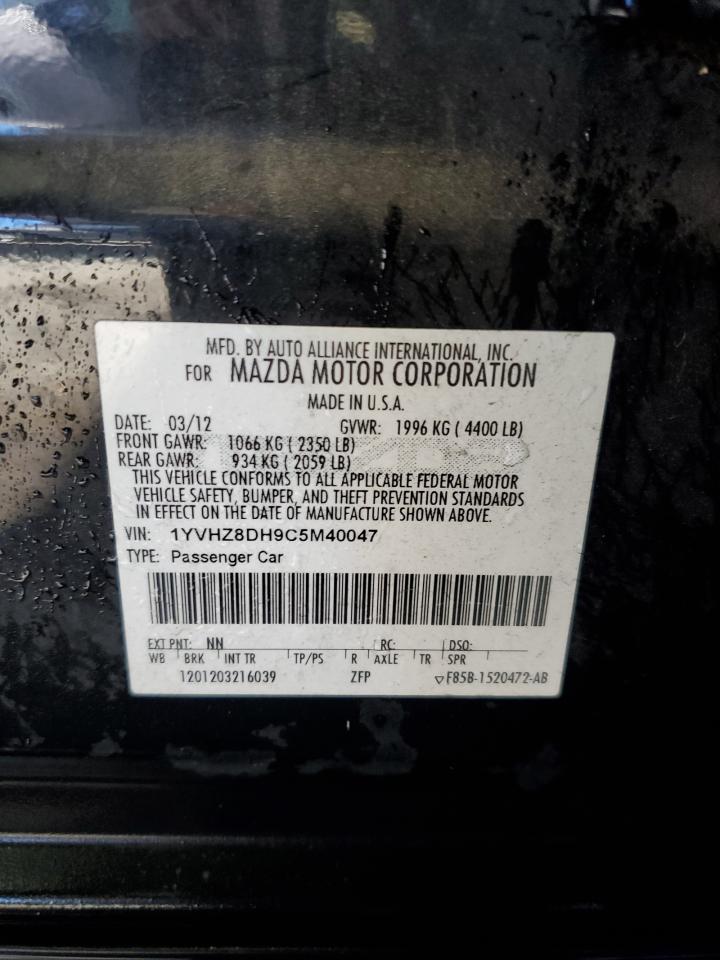 MFD. BY AUTO ALLIANCE INTERNATIONAL, INC.
FOR MAZDA MOTOR CORPORATION
MADE IN U.S.A.
DATE: 03/12 GVWR: 1996 KG ( 4400 LB)
FRONT GAWR: 1066 KG ( 2350 LB)
REAR GAWR: 934 KG ( 2059 LB)
THIS VEHICLE CONFORMS TO ALL APPLICABLE FEDERAL MOTOR
VEHICLE SAFETY, BUMPER, AND THEFT PREVENTION STANDARDS
IN EFFECT ON THE DATE OF MANUFACTURE SHOWN ABOVE.
VIN: 1YVHZ8DH9C5M40047
TYPE: Passenger Car
EXT PNT: NN RC: DSO:
WB BRK INT TR TP/PS R AXLE TR SPR
1201203216039 ZFP ▽F85B-1520472-AB